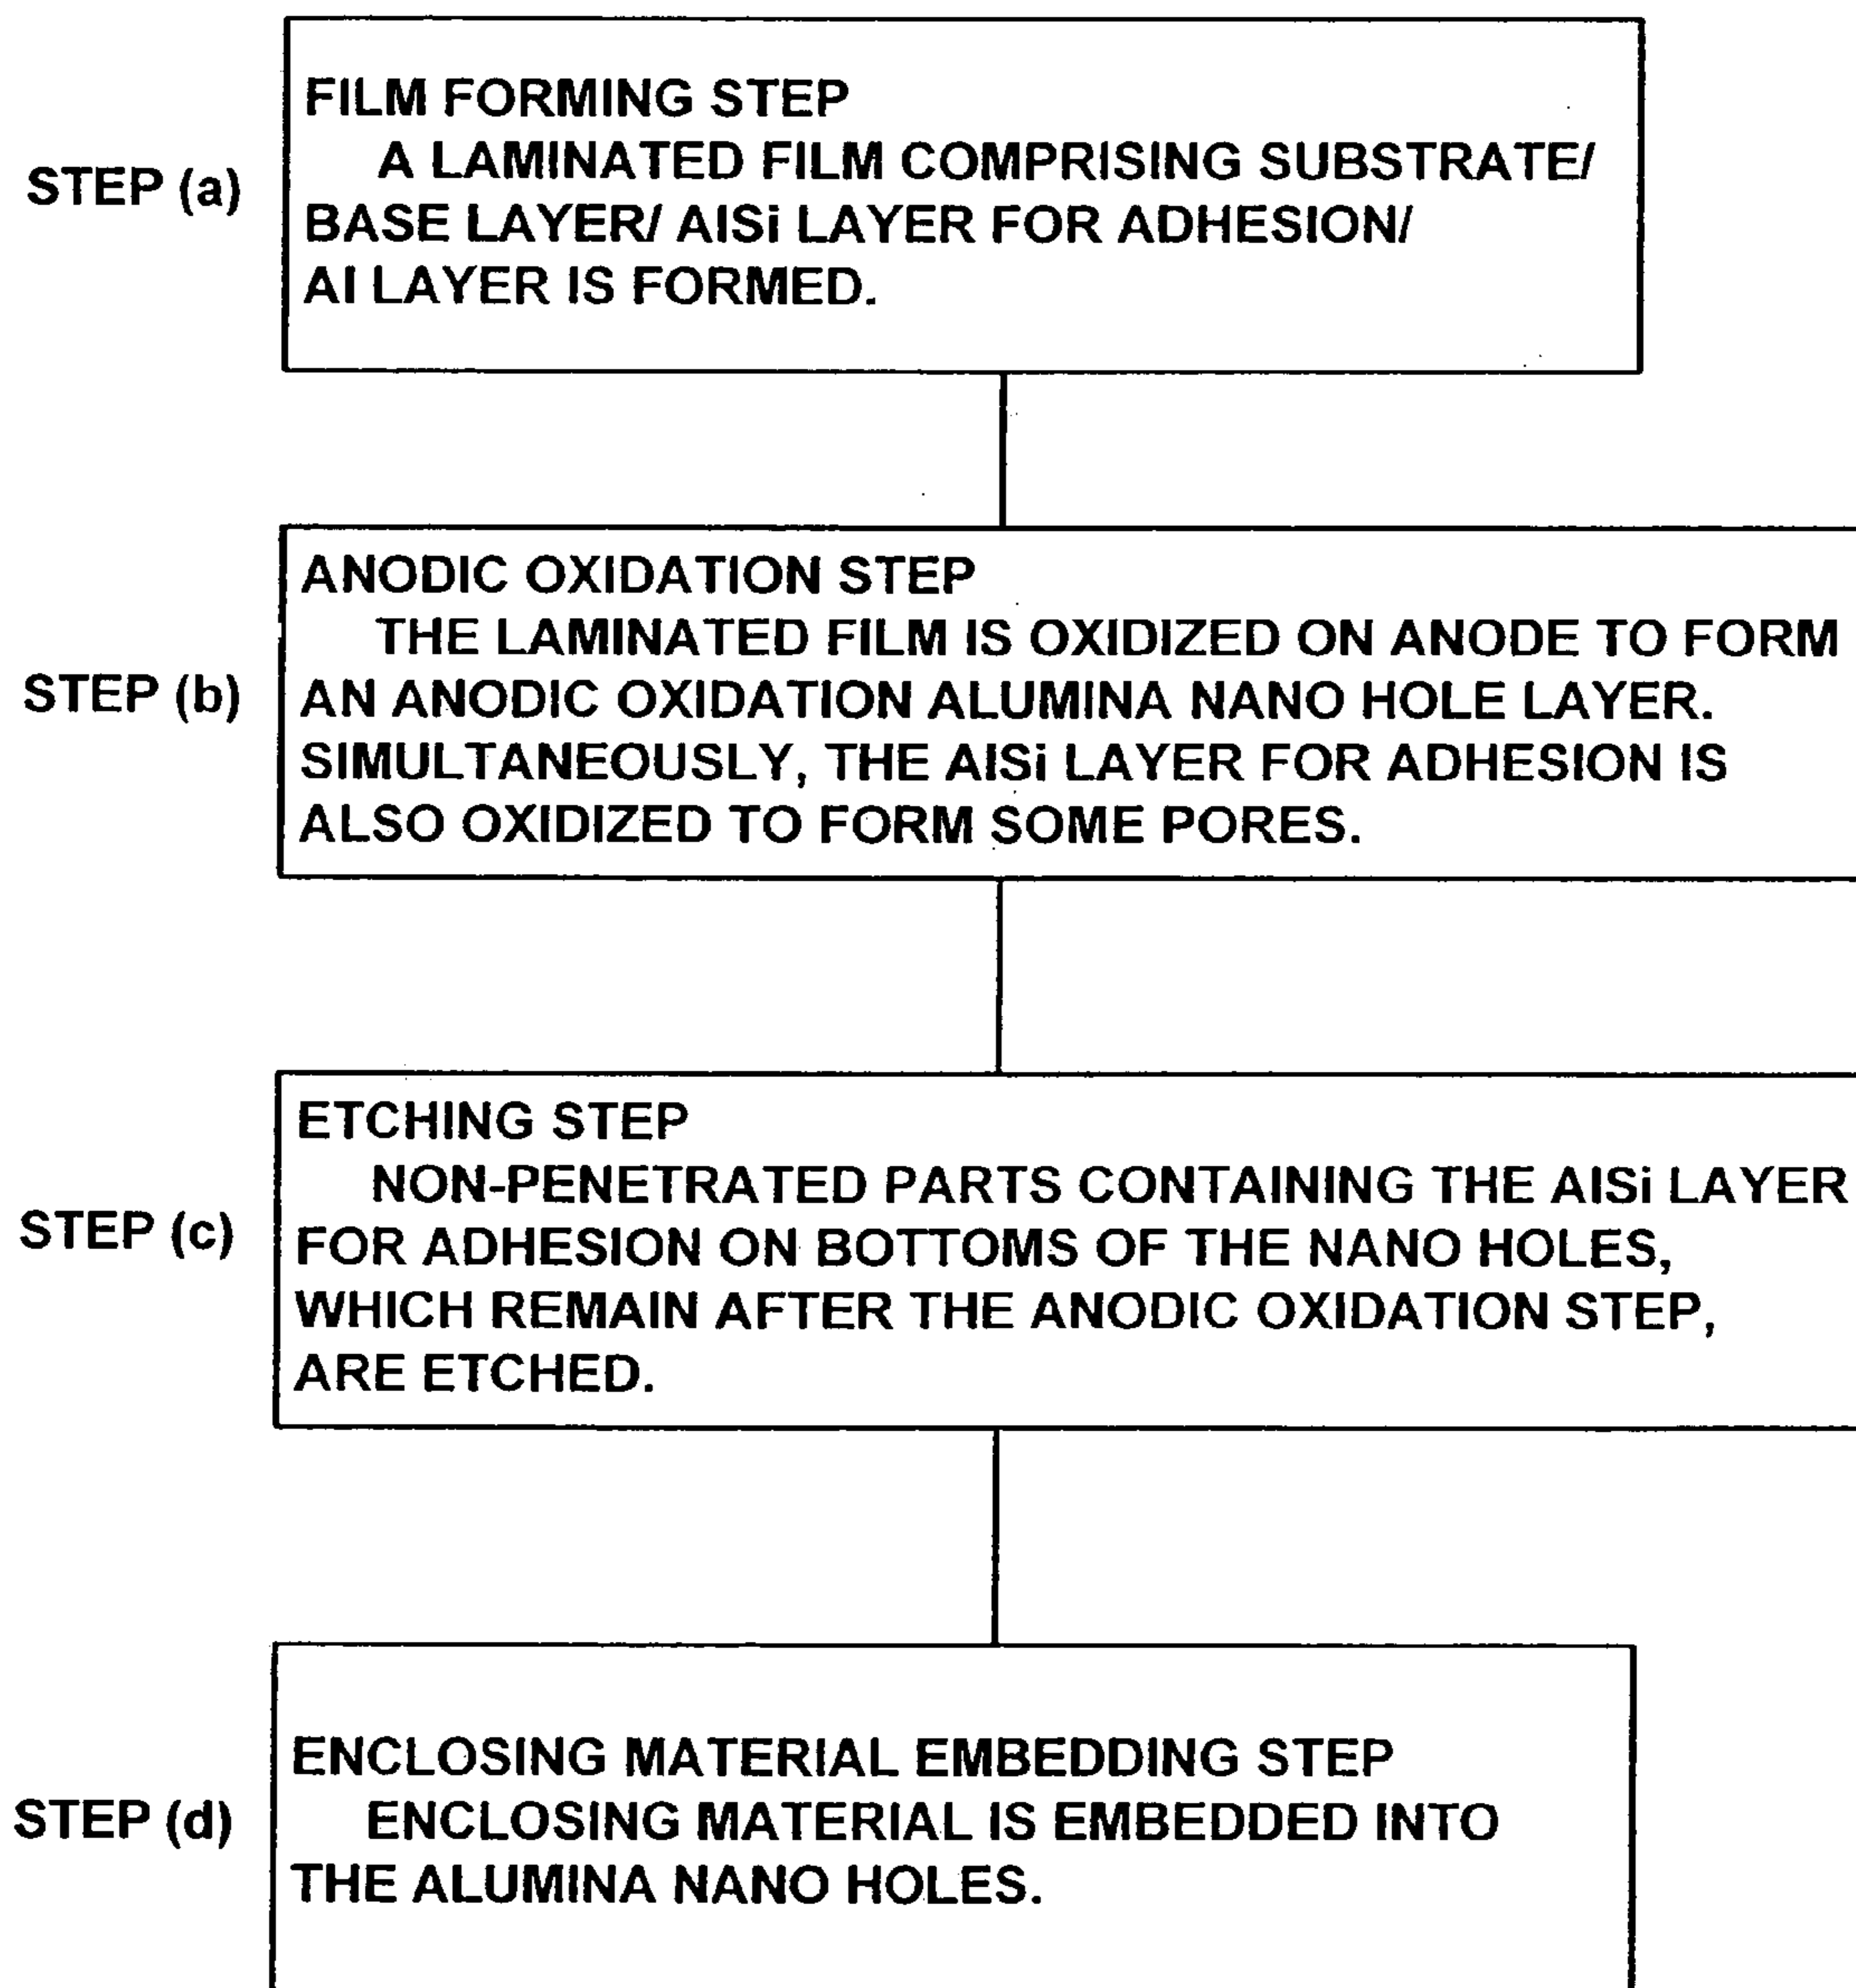 FILM FORMING STEP
A LAMINATED FILM COMPRISING SUBSTRATE/
STEP (a)
BASE LAYER/ AlSi LAYER FOR ADHESION/
Al LAYER IS FORMED.
ANODIC OXIDATION STEP
THE LAMINATED FILM IS OXIDIZED ON ANODE TO FORM
STEP (b)
AN ANODIC OXIDATION ALUMINA NANO HOLE LAYER.
SIMULTANEOUSLY, THE AlSi LAYER FOR ADHESION IS
ALSO OXIDIZED TO FORM SOME PORES.
ETCHING STEP
NON-PENETRATED PARTS CONTAINING THE AlSi LAYER
STEP (c)
FOR ADHESION ON BOTTOMS OF THE NANO HOLES,
WHICH REMAIN AFTER THE ANODIC OXIDATION STEP,
ARE ETCHED.
ENCLOSING MATERIAL EMBEDDING STEP
STEP (d)
ENCLOSING MATERIAL IS EMBEDDED INTO
THE ALUMINA NANO HOLES.